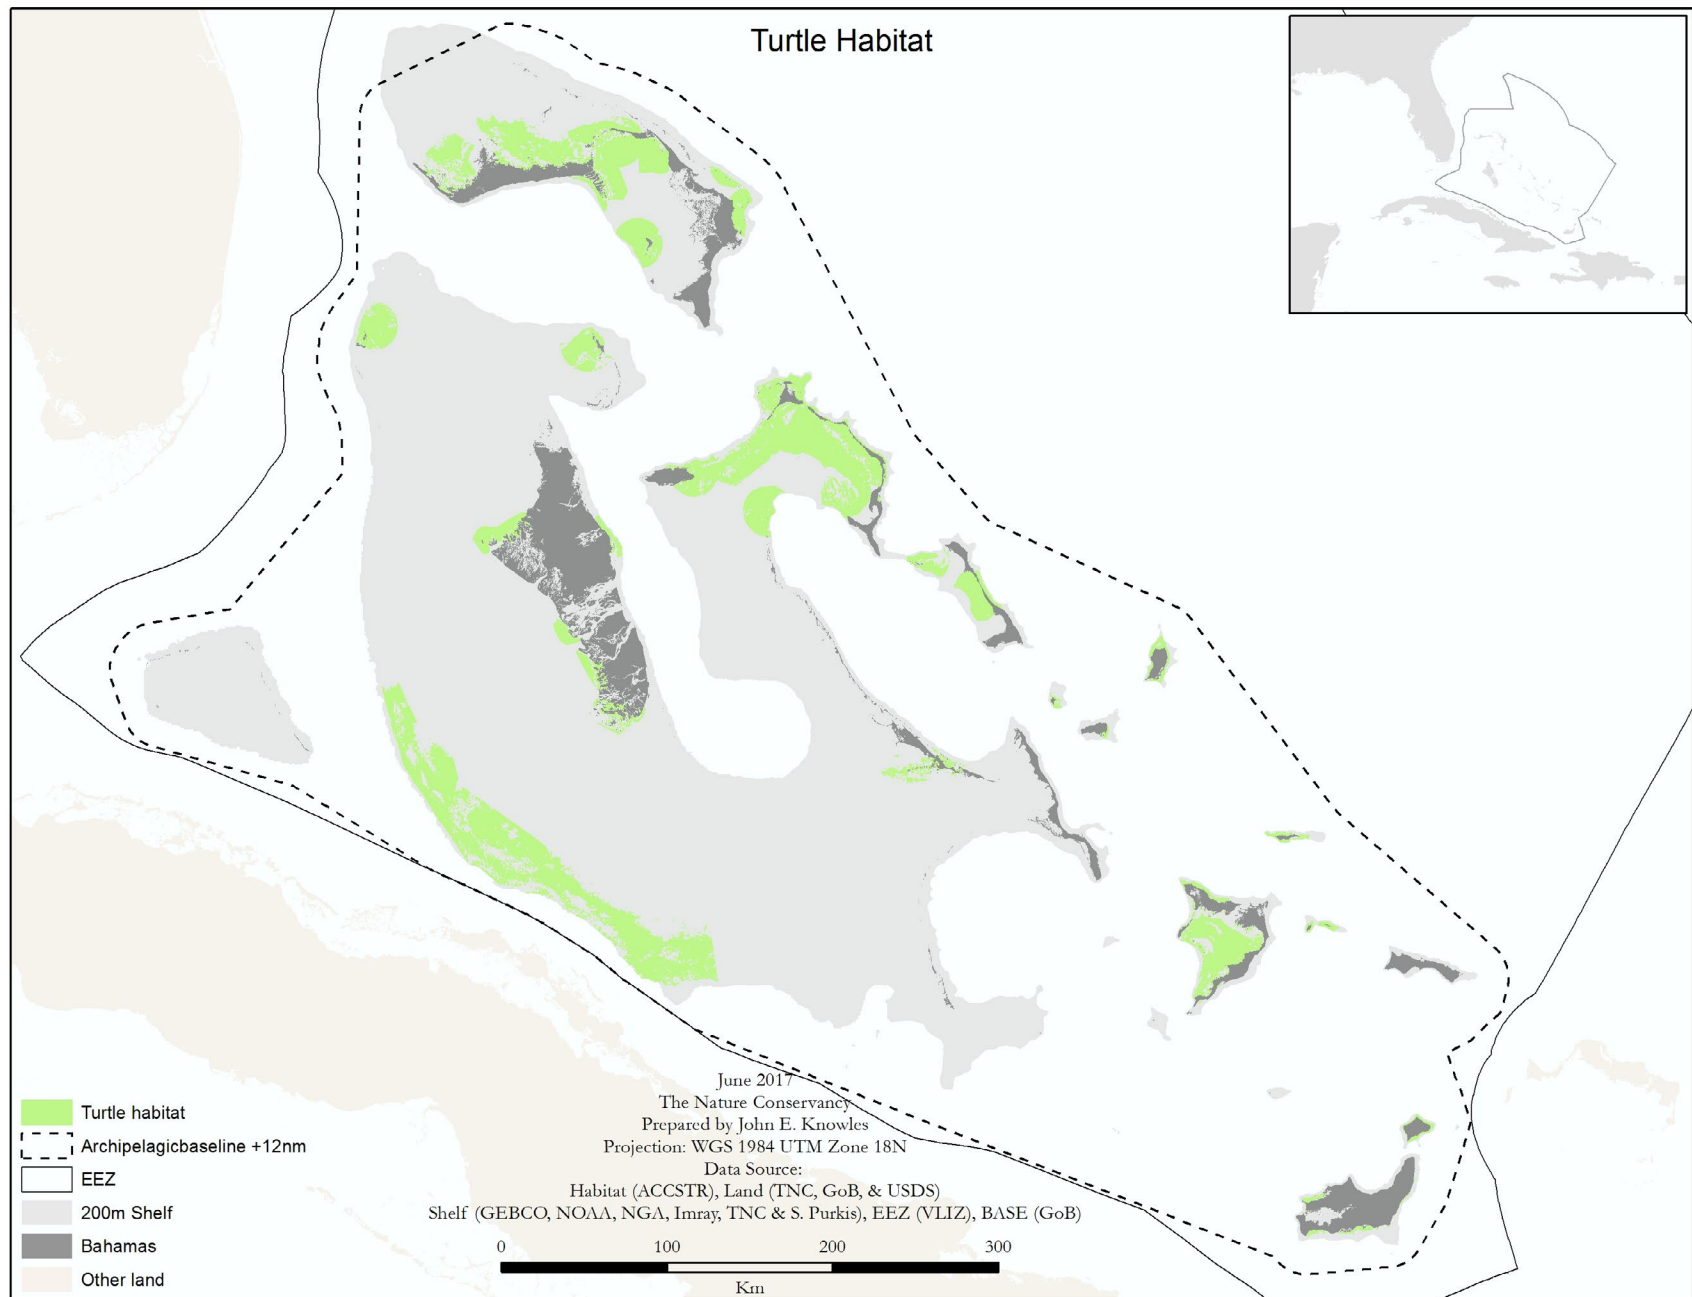 Turtle Habitat
Turtle habitat
Archipelagicbaseline +12nm
EEZ
200m Shelf
Bahamas
Other land
June 2017
The Nature Conservancy
Prepared by John E. Knowles
Projection: WGS 1984 UTM Zone 18N
Data Source:
Habitat (ACCSTR), Land (TNC, GoB, & USDS)
Shelf (GEBCO, NOAA, NGA, Imray, TNC & S. Purkis), EEZ (VLIZ), BASE (GoB)
0 100 200 300
Km